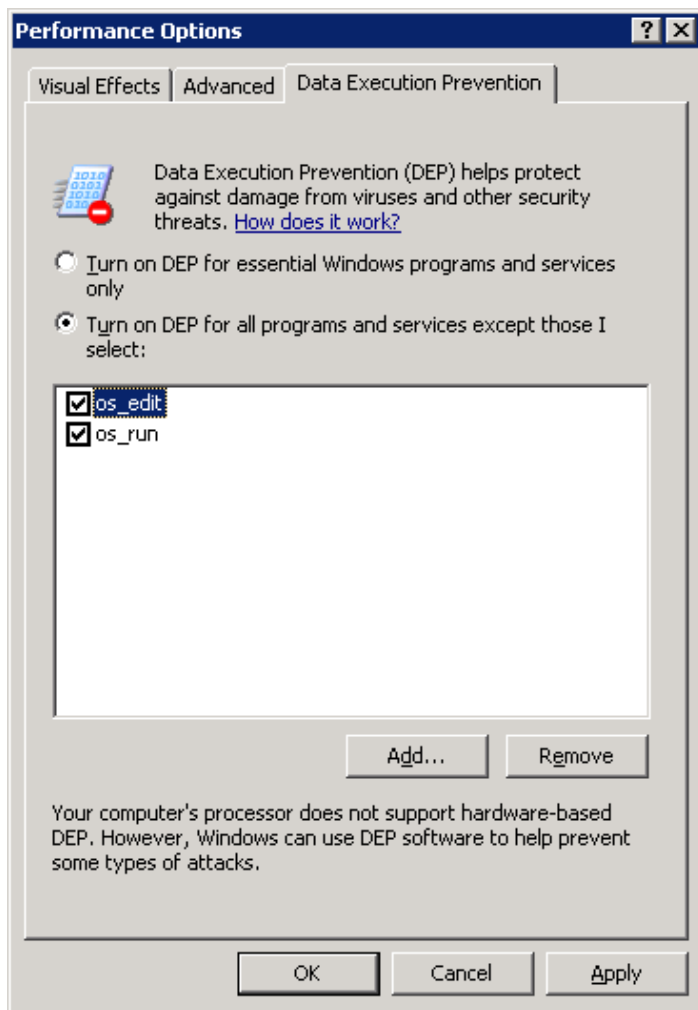 Performance Options
Visual Effects Advanced Data Execution Prevention
Data Execution Prevention (DEP) helps protect
against damage from viruses and other security
threats. How does it work?
Turn on DEP for essential Windows programs and services
only
Turn on DEP for all programs and services except those I
select:
os_edit
os_run
Add... Remove
Your computer's processor does not support hardware-based
DEP. However, Windows can use DEP software to help prevent
some types of attacks.
OK Cancel Apply